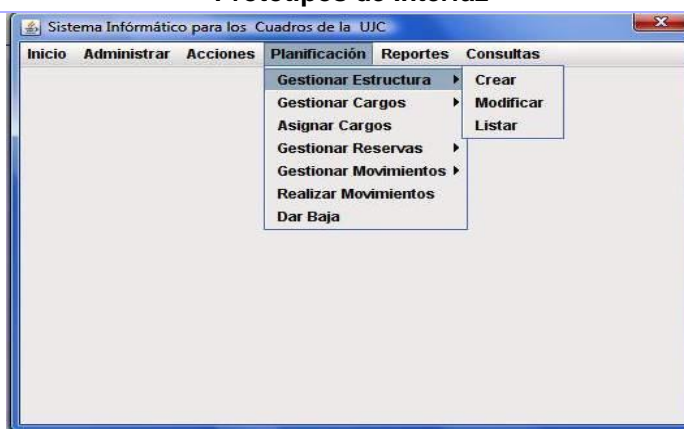 Prototipos de Interfaz
Sistema Infórmático para los Cuadros de la UJC
Inicio Administrar Acciones Planificación Reportes Consultas
Gestionar Estructura
Crear
Gestionar Cargos
Modificar
Asignar Cargos
Listar
Gestionar Reservas
Gestionar Movimientos
Realizar Movimientos
Dar Baja